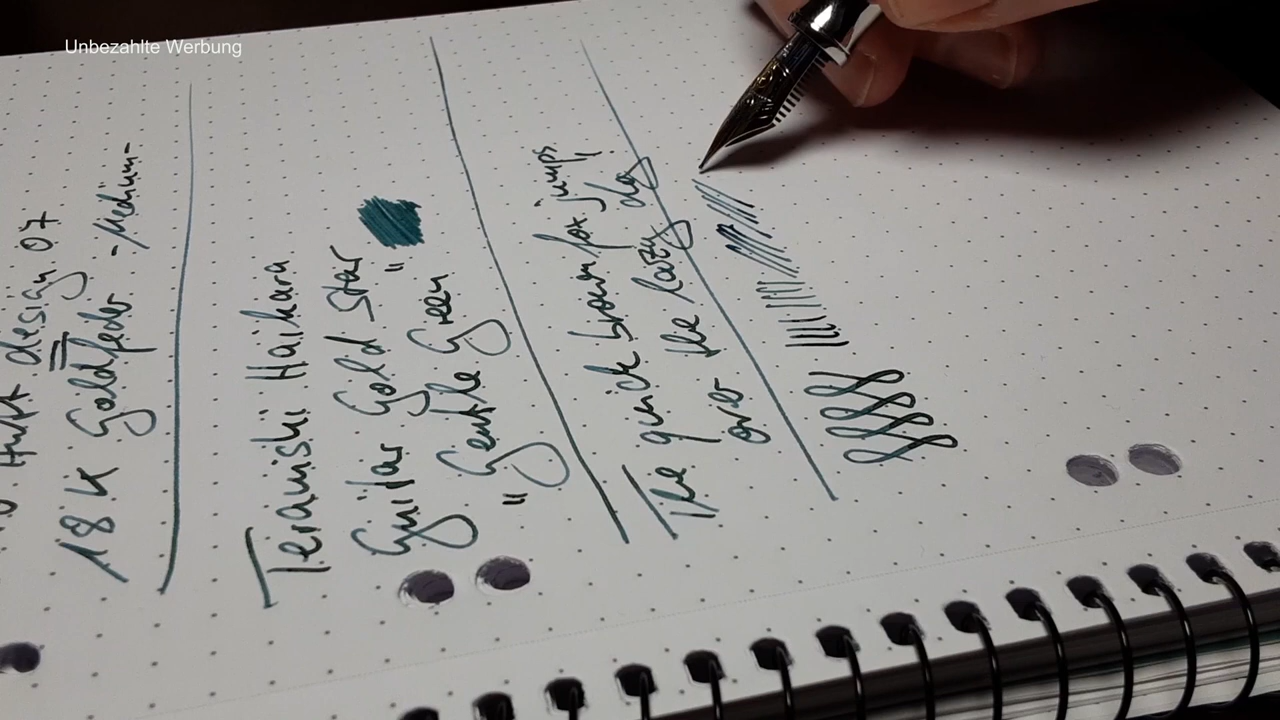 Unbezahlte Werbung
design 07
18 K Goldfeder - Medium -
Teranishi Haikara
Guitar Gold Star
"Gentle Green"
The quick brown fox jumps
over the lazy dog